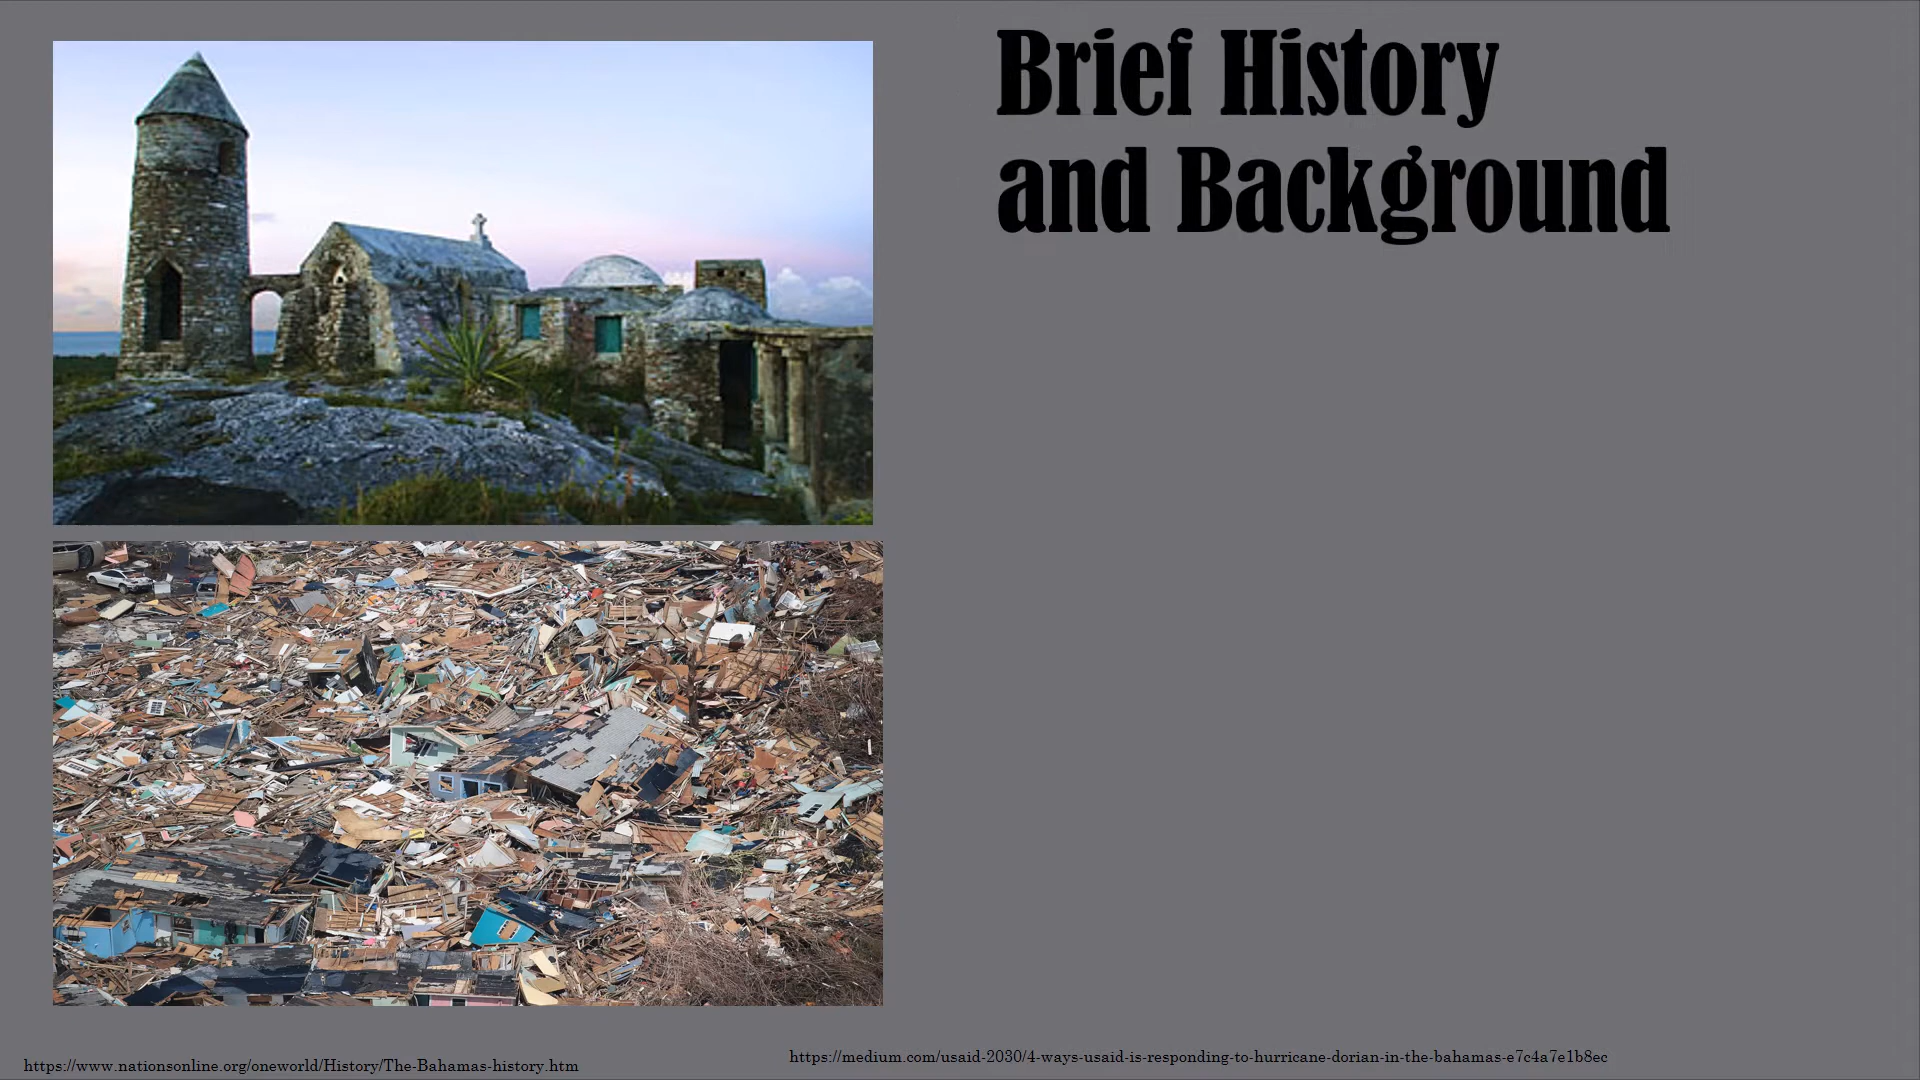 Brief History
and Background
https://www.nationsonline.org/oneworld/History/The-Bahamas-history.htm
https://medium.com/usaid-2030/4-ways-usaid-is-responding-to-hurricane-dorian-in-the-bahamas-e7c4a7e1b8ec